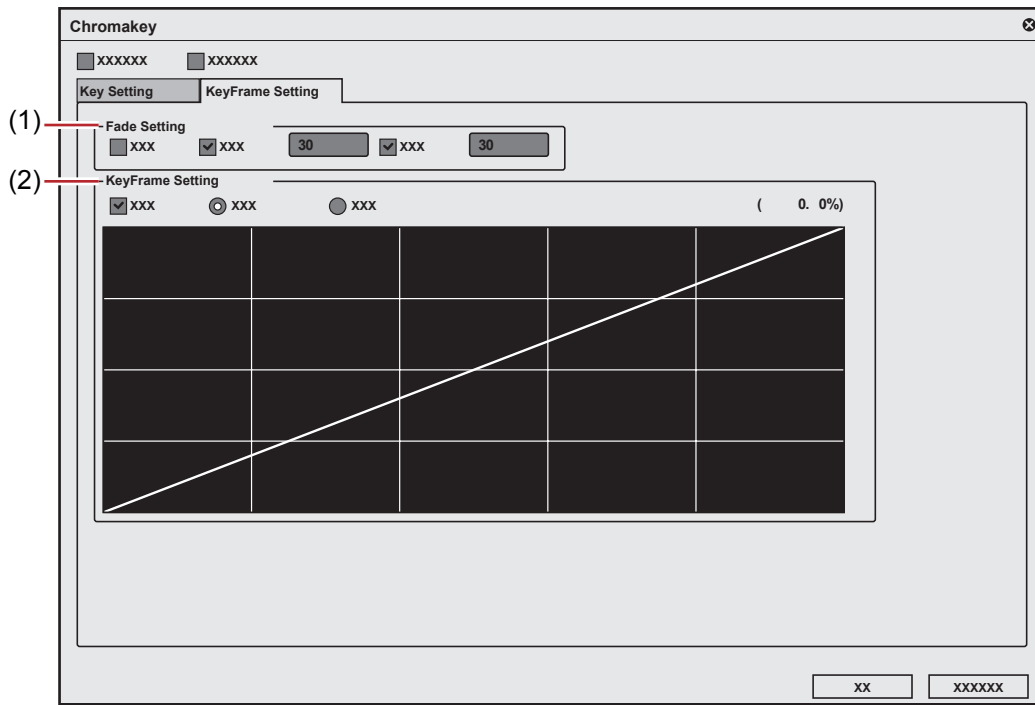 Chromakey
xxxxxx xxxxxx
Key Setting KeyFrame Setting
(1) Fade Setting
xxx xxx 30 xxx 30
(2) KeyFrame Setting
xxx xxx xxx ( 0. 0%)
xx xxxxxx